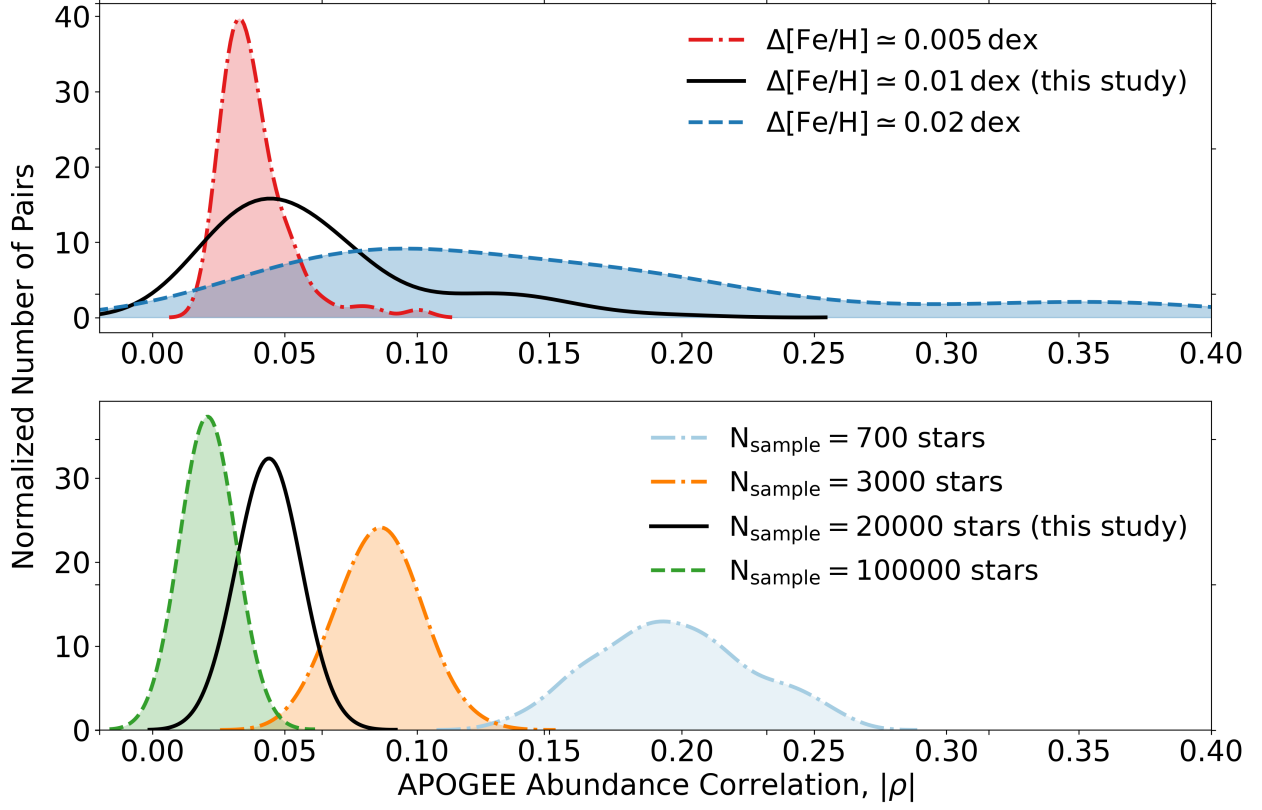 40
30
20
10
0
Δ[Fe/H] ≃ 0.005 dex
Δ[Fe/H] ≃ 0.01 dex (this study)
Δ[Fe/H] ≃ 0.02 dex
0.00 0.05 0.10 0.15 0.20 0.25 0.30 0.35 0.40
Normalized Number of Pairs
30
20
10
0
N_sample = 700 stars
N_sample = 3000 stars
N_sample = 20000 stars (this study)
N_sample = 100000 stars
0.00 0.05 0.10 0.15 0.20 0.25 0.30 0.35 0.40
APOGEE Abundance Correlation, |ρ|